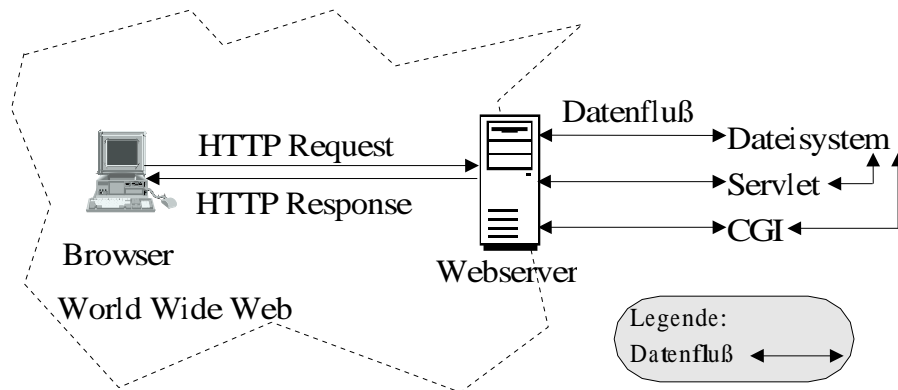 HTTP Request
HTTP Response
Browser
World Wide Web
Webserver
Datenfluß
Dateisystem
Servlet
CGI
Legende:
Datenfluß